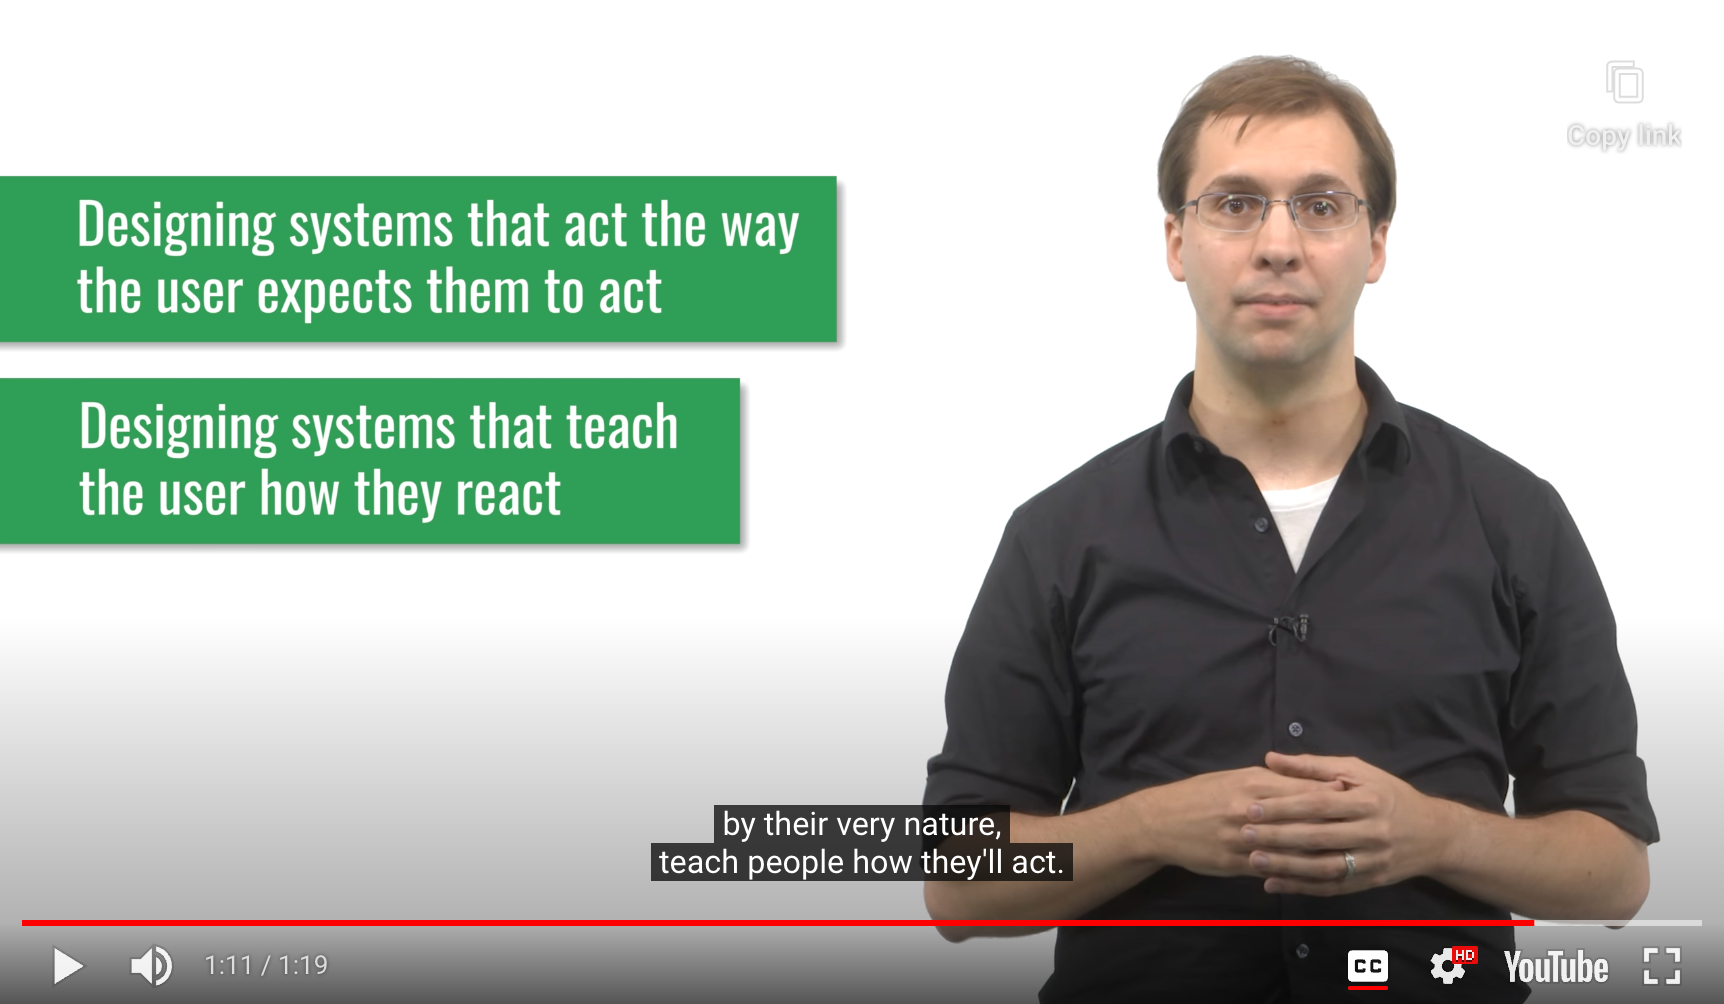 Copy link
Designing systems that act the way
the user expects them to act
Designing systems that teach
the user how they react
by their very nature,
teach people how they'll act.
1:11 / 1:19
CC
HD
YouTube